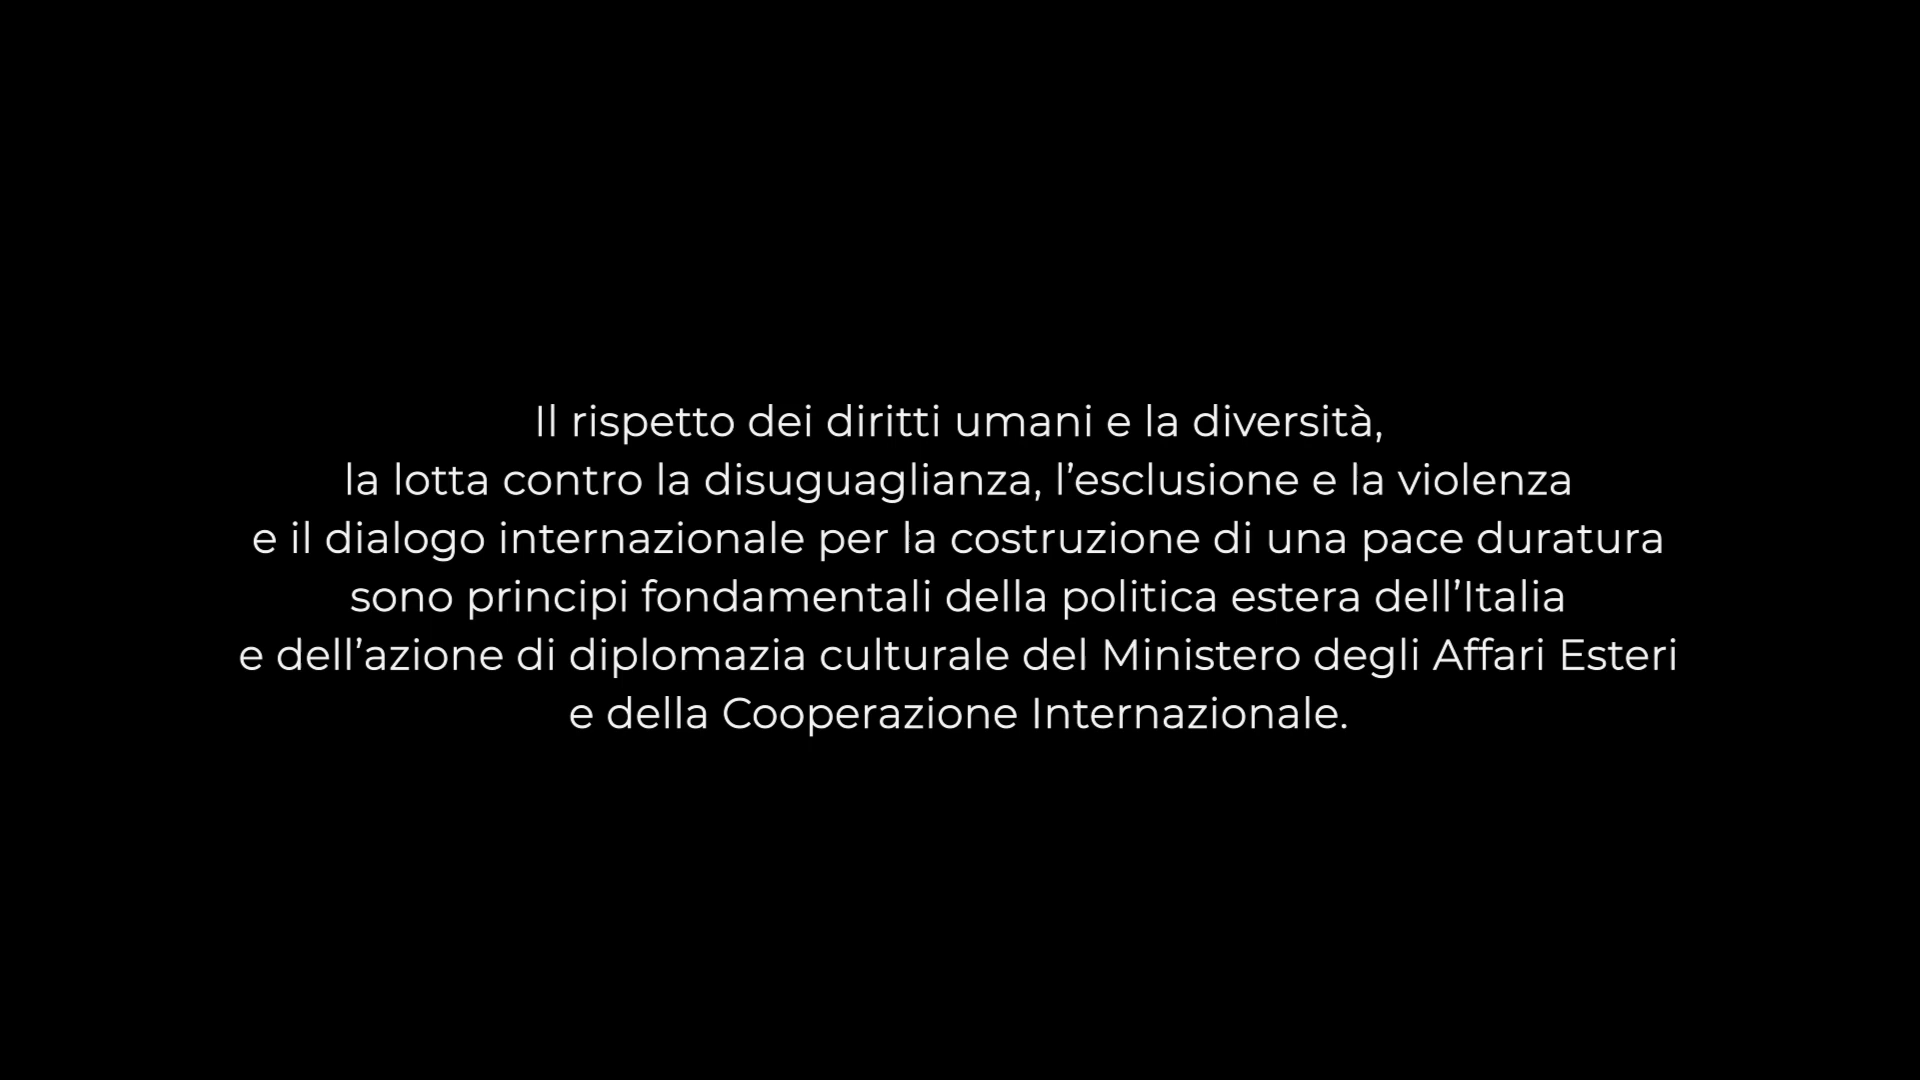 Il rispetto dei diritti umani e la diversità,
la lotta contro la disuguaglianza, l’esclusione e la violenza
e il dialogo internazionale per la costruzione di una pace duratura
sono principi fondamentali della politica estera dell’Italia
e dell’azione di diplomazia culturale del Ministero degli Affari Esteri
e della Cooperazione Internazionale.